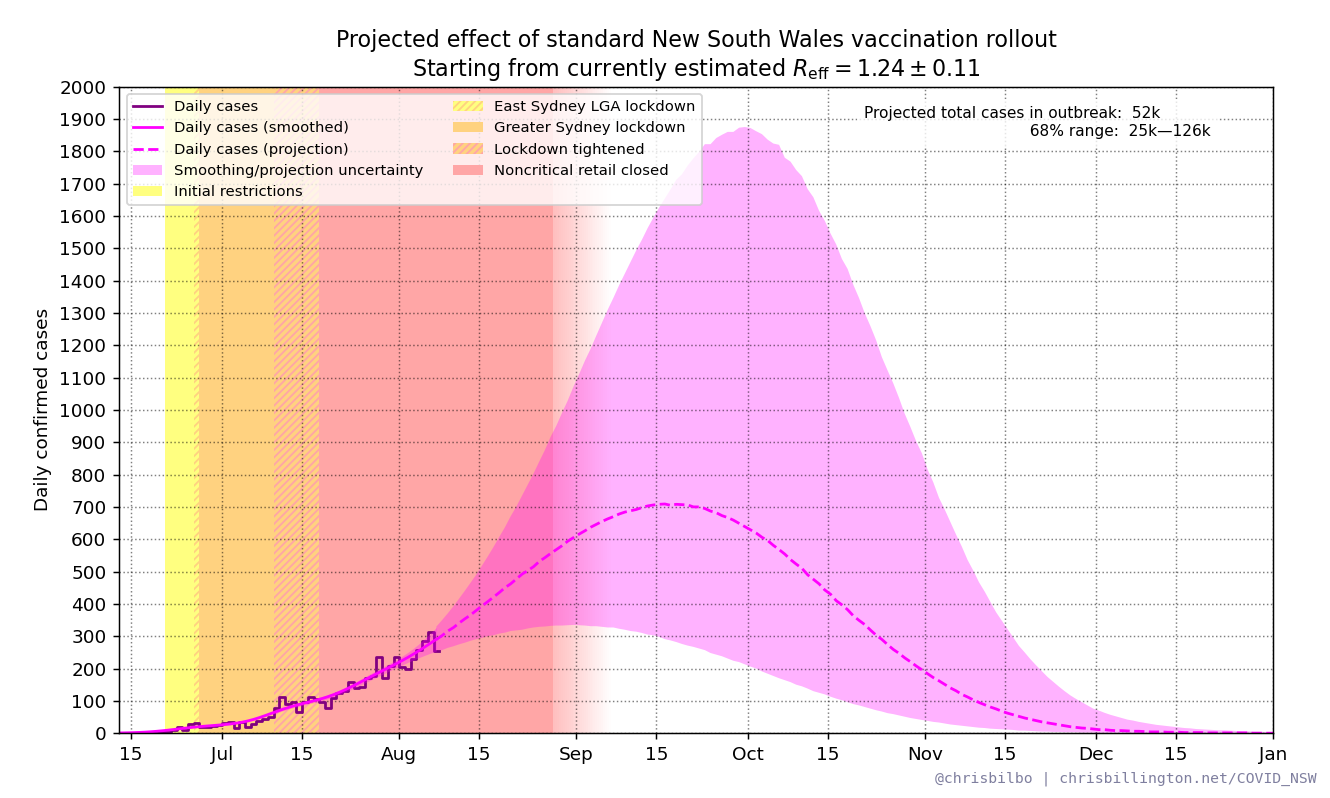 Projected effect of standard New South Wales vaccination rollout
Starting from currently estimated R_eff = 1.24 ± 0.11
Daily cases
Daily cases (smoothed)
Daily cases (projection)
Smoothing/projection uncertainty
Initial restrictions
East Sydney LGA lockdown
Greater Sydney lockdown
Lockdown tightened
Noncritical retail closed
Projected total cases in outbreak: 52k
68% range: 25k—126k
Daily confirmed cases
2000
1900
1800
1700
1600
1500
1400
1300
1200
1100
1000
900
800
700
600
500
400
300
200
100
0
15 Jul 15 Aug 15 Sep 15 Oct 15 Nov 15 Dec 15 Jan
@chrisbilbo | chrisbillington.net/COVID_NSW